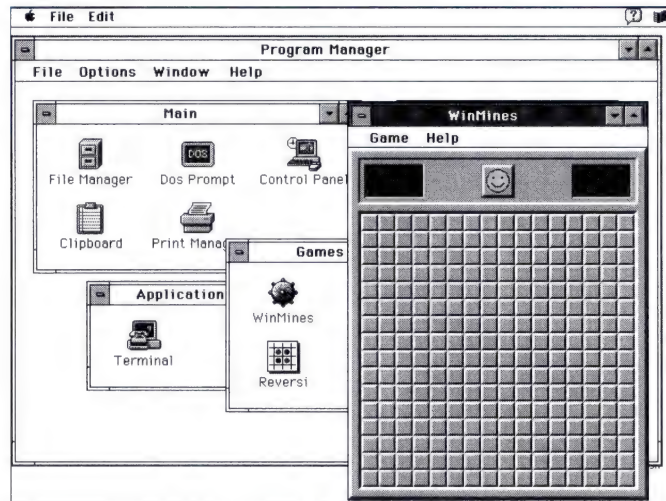 File Edit
Program Manager
File Options Window Help
Main
File Manager
Dos Prompt
DOS
Control Panel
Clipboard
Print Manag
Application
Terminal
Games
WinMines
Reversi
WinMines
Game Help